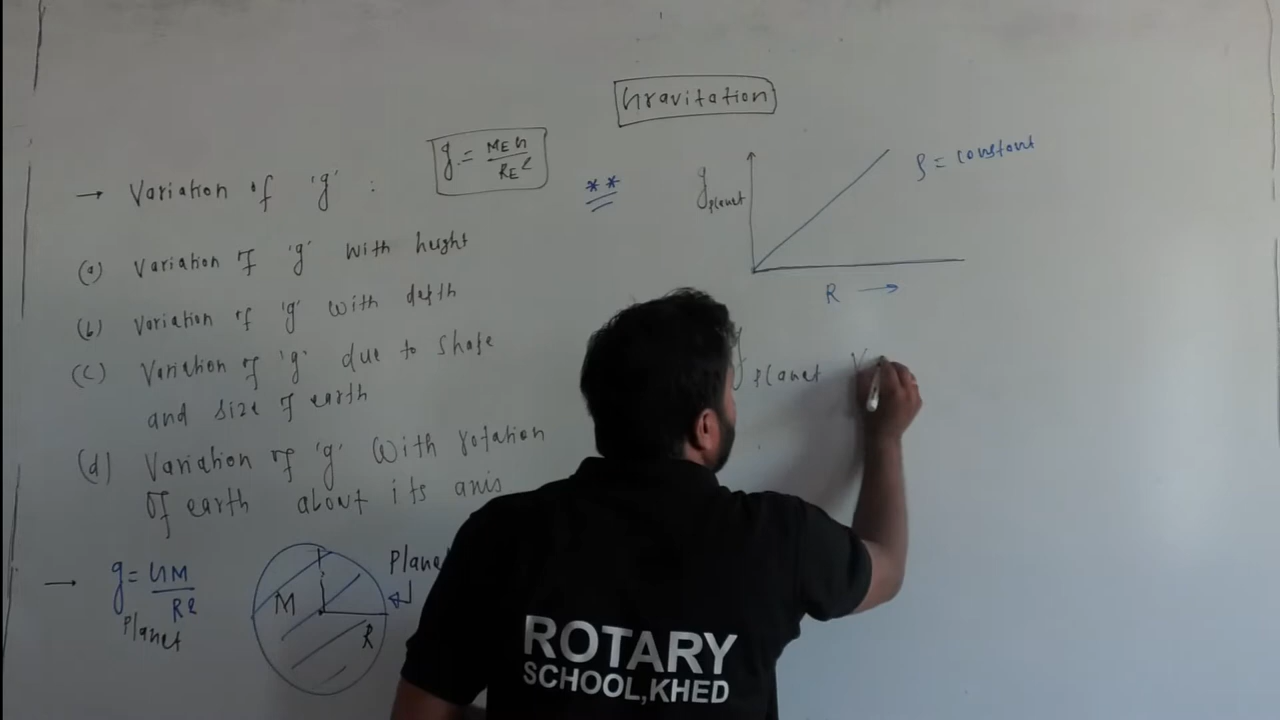 Gravitation
g = MEG
RE2
→ Variation of 'g' :
**
(a) Variation of 'g' with height
(b) Variation of 'g' with depth
(c) Variation of 'g' due to shape
and size of earth
(d) Variation of 'g' with rotation
of earth about its axis
→ g = GM
R2
Planet
M
R
Plane
g planet
ρ = constant
R →
g planet V
ROTARY
SCHOOL,KHED